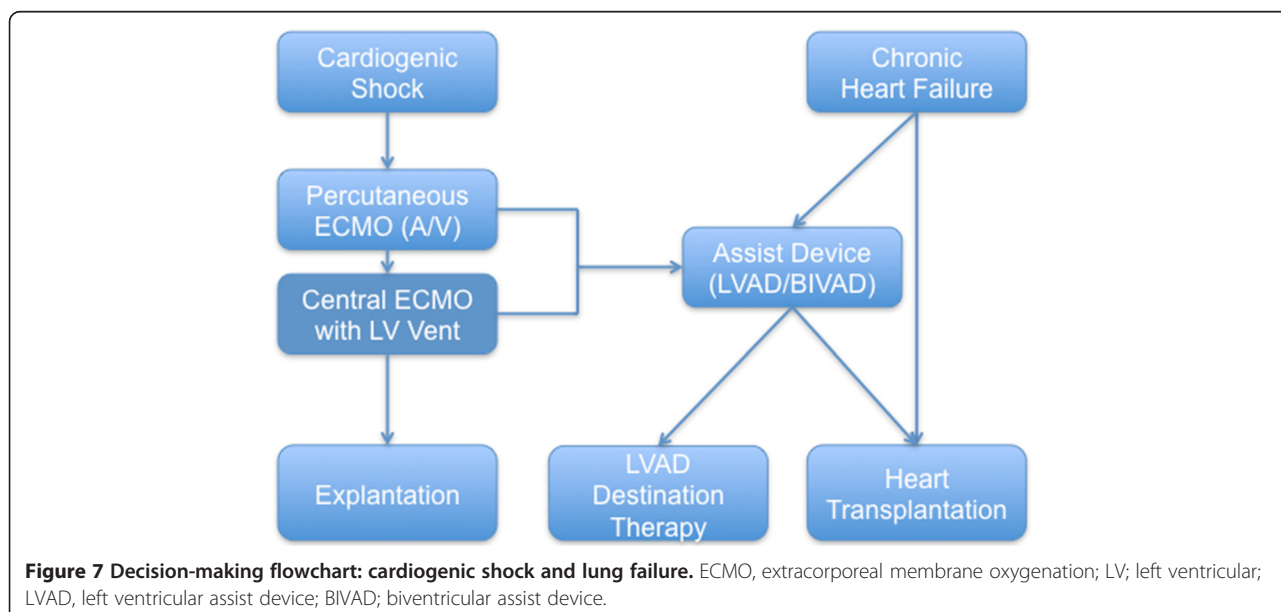 Cardiogenic
Shock
Chronic
Heart Failure
Percutaneous
ECMO (A/V)
Assist Device
(LVAD/BIVAD)
Central ECMO
with LV Vent
Explantation
LVAD
Destination
Therapy
Heart
Transplantation
Figure 7 Decision-making flowchart: cardiogenic shock and lung failure. ECMO, extracorporeal membrane oxygenation; LV; left ventricular;
LVAD, left ventricular assist device; BIVAD; biventricular assist device.